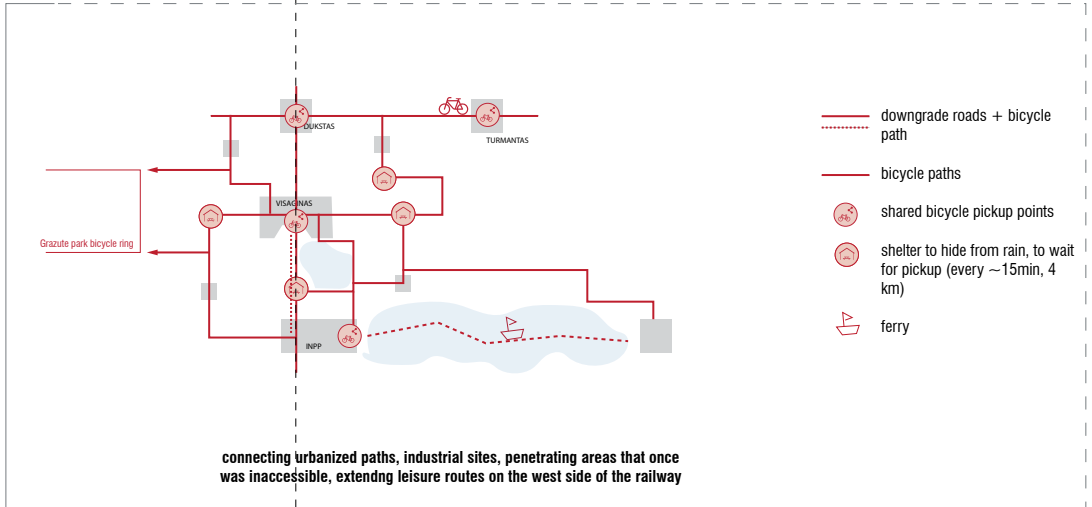 DUKSTAS
TURMANTAS
VISAGINAS
Grazute park bicycle ring
INPP
downgrade roads + bicycle
path
bicycle paths
shared bicycle pickup points
shelter to hide from rain, to wait
for pickup (every ~15min, 4
km)
ferry
connecting urbanized paths, industrial sites, penetrating areas that once
was inaccessible, extendng leisure routes on the west side of the railway